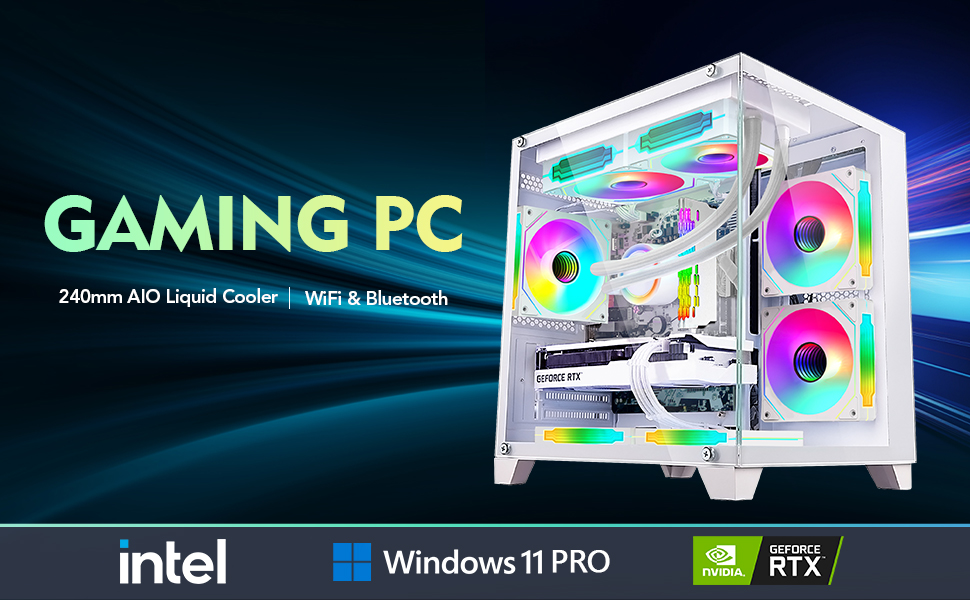 GAMING PC
240mm AIO Liquid Cooler | WiFi & Bluetooth
GEFORCE RTX
intel
Windows 11 PRO
NVIDIA.
GEFORCE
RTX